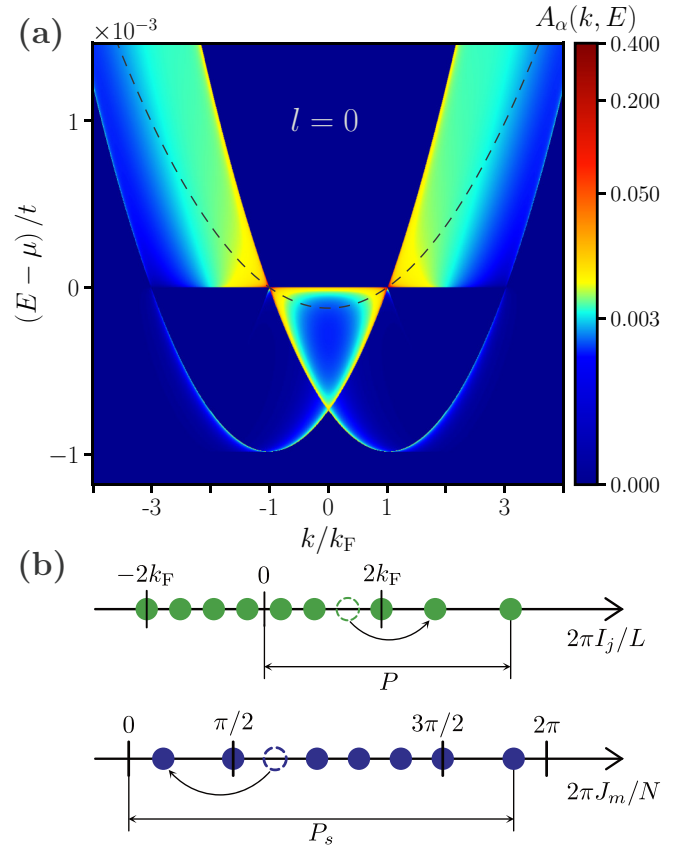 (a)
×10⁻³
A_α(k, E)
l = 0
(E − μ)/t
1
0
−1
-3
-1
0
1
3
k/k_F
0.400
0.200
0.050
0.003
0.000
(b)
−2k_F
0
2k_F
2πI_j/L
P
0
π/2
3π/2
2π
2πJ_m/N
P_s